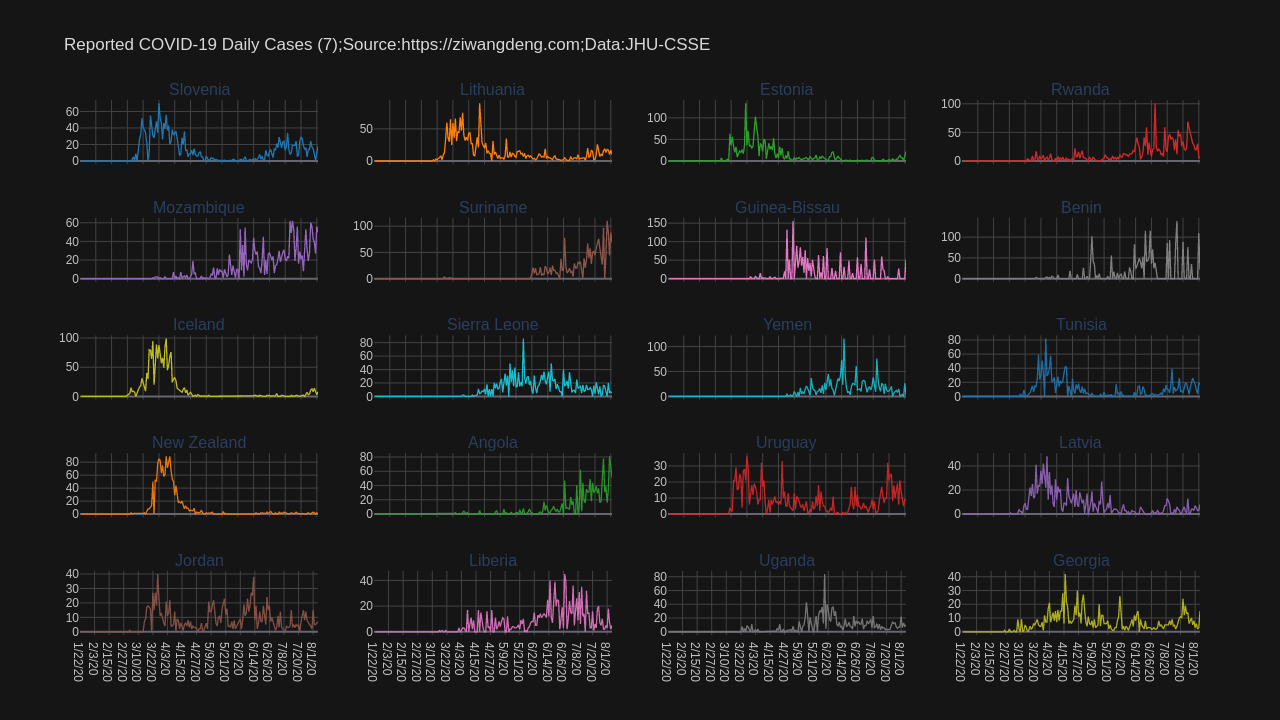 Reported COVID-19 Daily Cases (7);Source:https://ziwangdeng.com;Data:JHU-CSSE
Slovenia Lithuania Estonia Rwanda
60 40 20 0
50 0
100 50 0
100 50 0
Mozambique Suriname Guinea-Bissau Benin
60 40 20 0
100 50 0
150 100 50 0
100 50 0
Iceland Sierra Leone Yemen Tunisia
100 50 0
80 60 40 20 0
100 50 0
80 60 40 20 0
New Zealand Angola Uruguay Latvia
80 60 40 20 0
80 60 40 20 0
30 20 10 0
40 20 0
Jordan Liberia Uganda Georgia
40 30 20 10 0
40 20 0
80 60 40 20 0
40 30 20 10 0
1/22/20 2/3/20 2/15/20 2/27/20 3/10/20 3/22/20 4/3/20 4/15/20 4/27/20 5/9/20 5/21/20 6/2/20 6/14/20 6/26/20 7/8/20 7/20/20 8/1/20
1/22/20 2/3/20 2/15/20 2/27/20 3/10/20 3/22/20 4/3/20 4/15/20 4/27/20 5/9/20 5/21/20 6/2/20 6/14/20 6/26/20 7/8/20 7/20/20 8/1/20
1/22/20 2/3/20 2/15/20 2/27/20 3/10/20 3/22/20 4/3/20 4/15/20 4/27/20 5/9/20 5/21/20 6/2/20 6/14/20 6/26/20 7/8/20 7/20/20 8/1/20
1/22/20 2/3/20 2/15/20 2/27/20 3/10/20 3/22/20 4/3/20 4/15/20 4/27/20 5/9/20 5/21/20 6/2/20 6/14/20 6/26/20 7/8/20 7/20/20 8/1/20